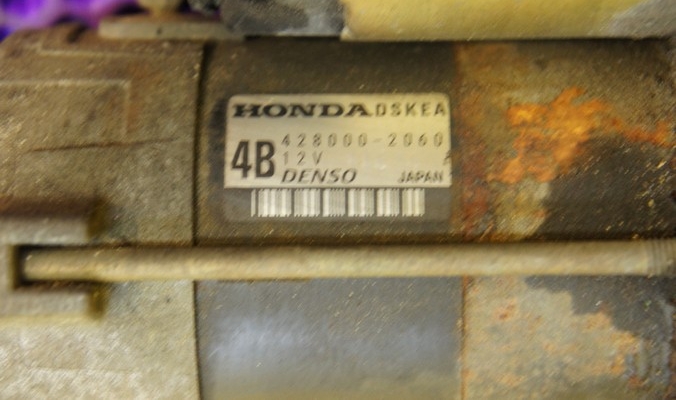 HONDA DSKEA
428000-2060
4B 12V
DENSO JAPAN